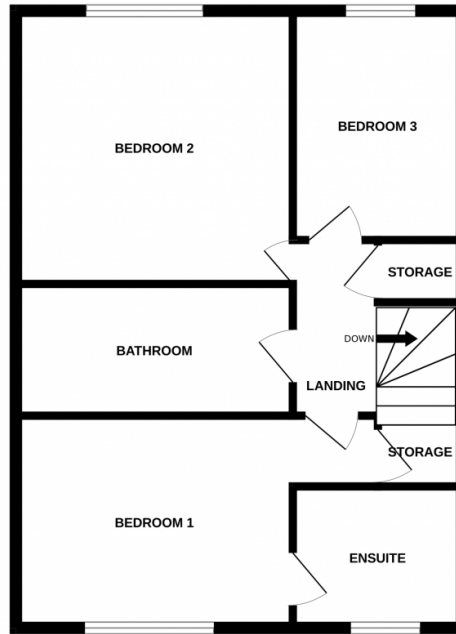 BEDROOM 2
BEDROOM 3
STORAGE
DOWN
BATHROOM
LANDING
STORAGE
BEDROOM 1
ENSUITE